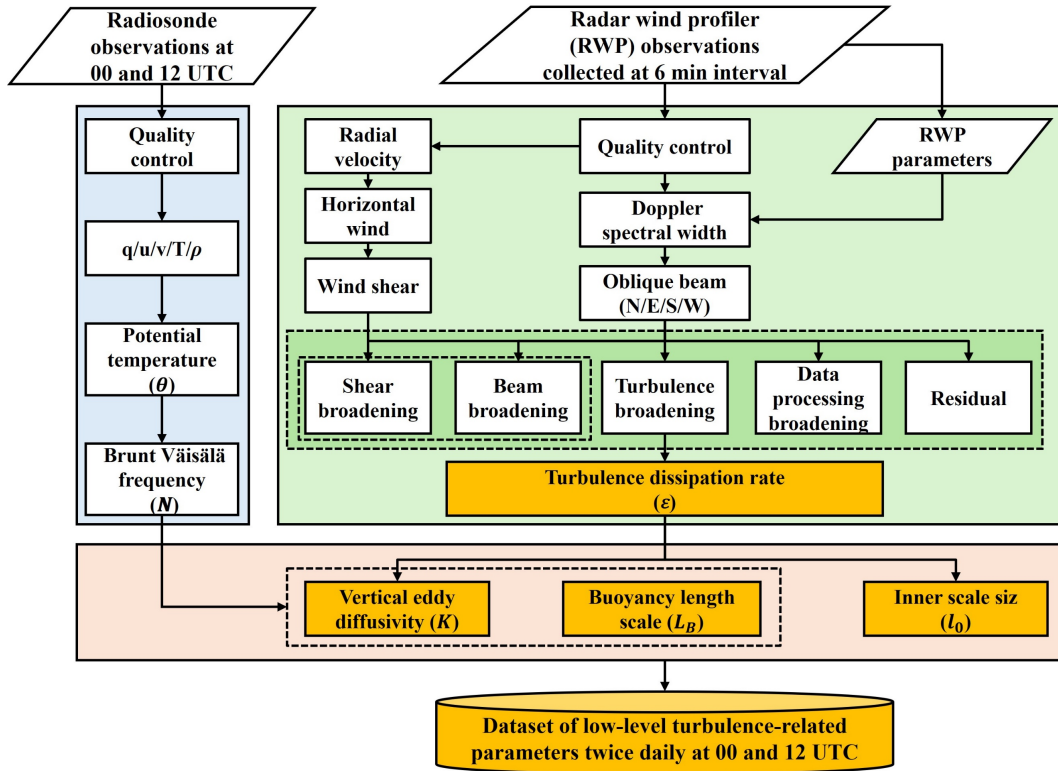 Radiosonde
observations at
00 and 12 UTC
Radar wind profiler
(RWP) observations
collected at 6 min interval
Quality
control
q/u/v/T/ρ
Potential
temperature
(θ)
Brunt Väisälä
frequency
(N)
Radial
velocity
Horizontal
wind
Wind shear
Quality control
Doppler
spectral width
Oblique beam
(N/E/S/W)
RWP
parameters
Shear
broadening
Beam
broadening
Turbulence
broadening
Data
processing
broadening
Residual
Turbulence dissipation rate
(ε)
Vertical eddy
diffusivity (K)
Buoyancy length
scale (L_B)
Inner scale siz
(l_0)
Dataset of low-level turbulence-related
parameters twice daily at 00 and 12 UTC